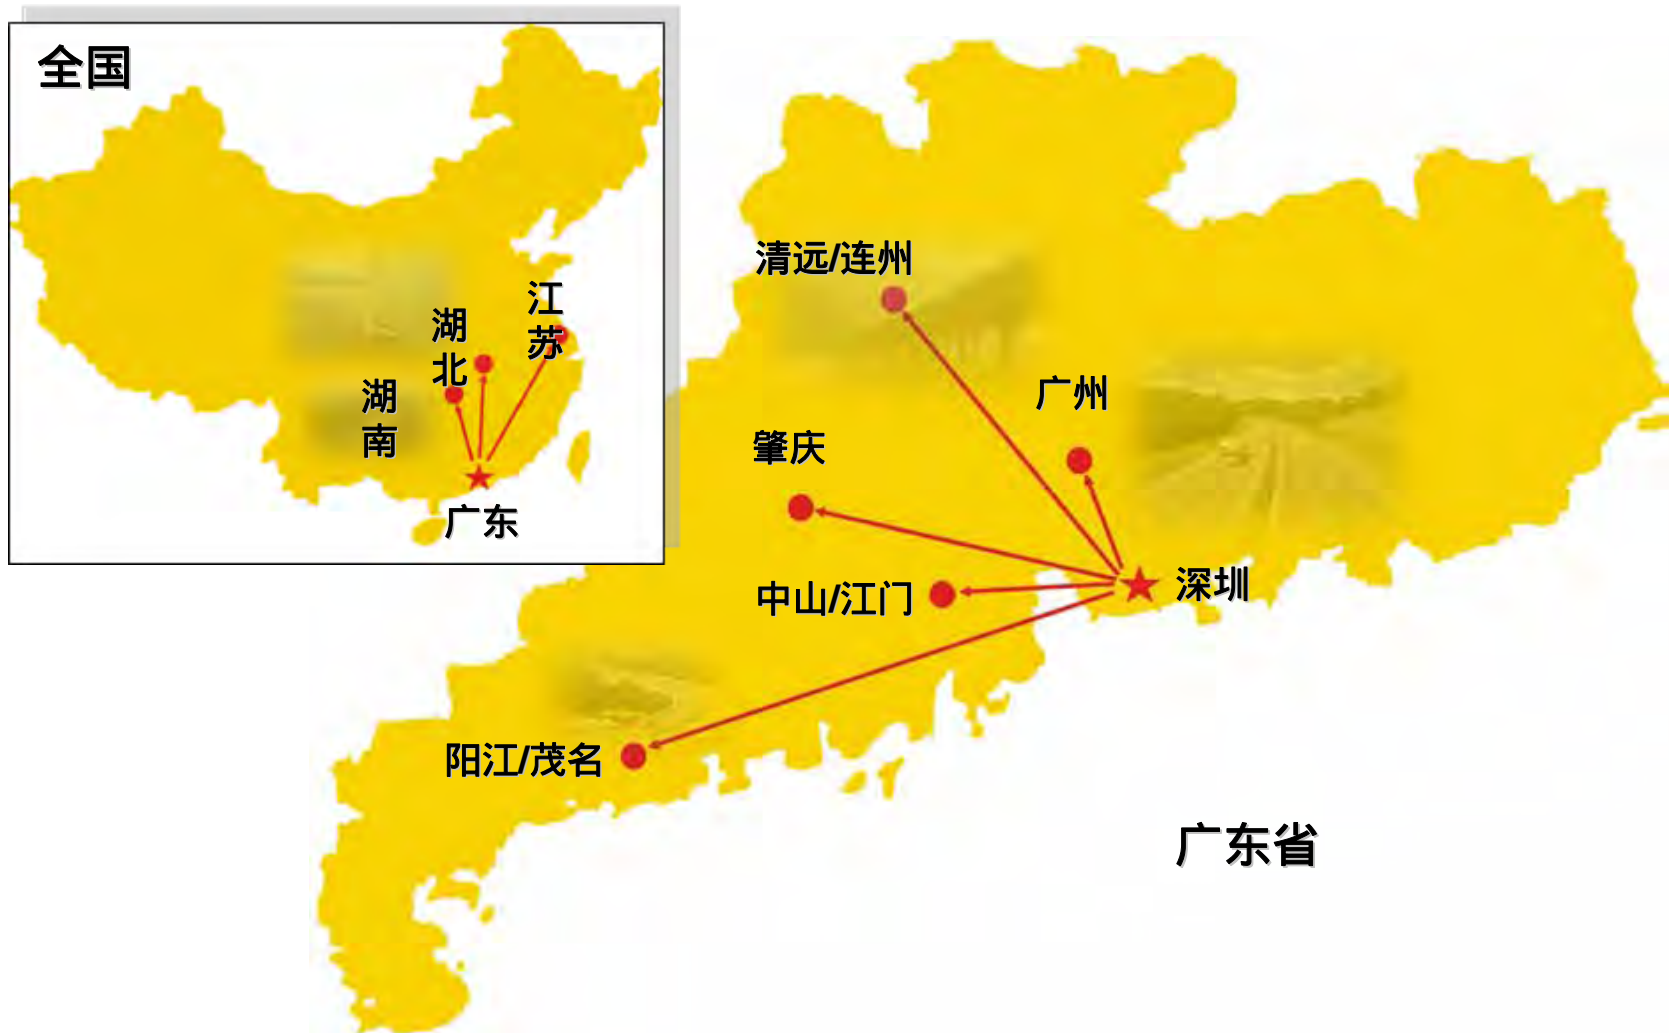 全国
江
苏
湖
北
湖
南
广东
清远/连州
广州
肇庆
深圳
中山/江门
阳江/茂名
广东省